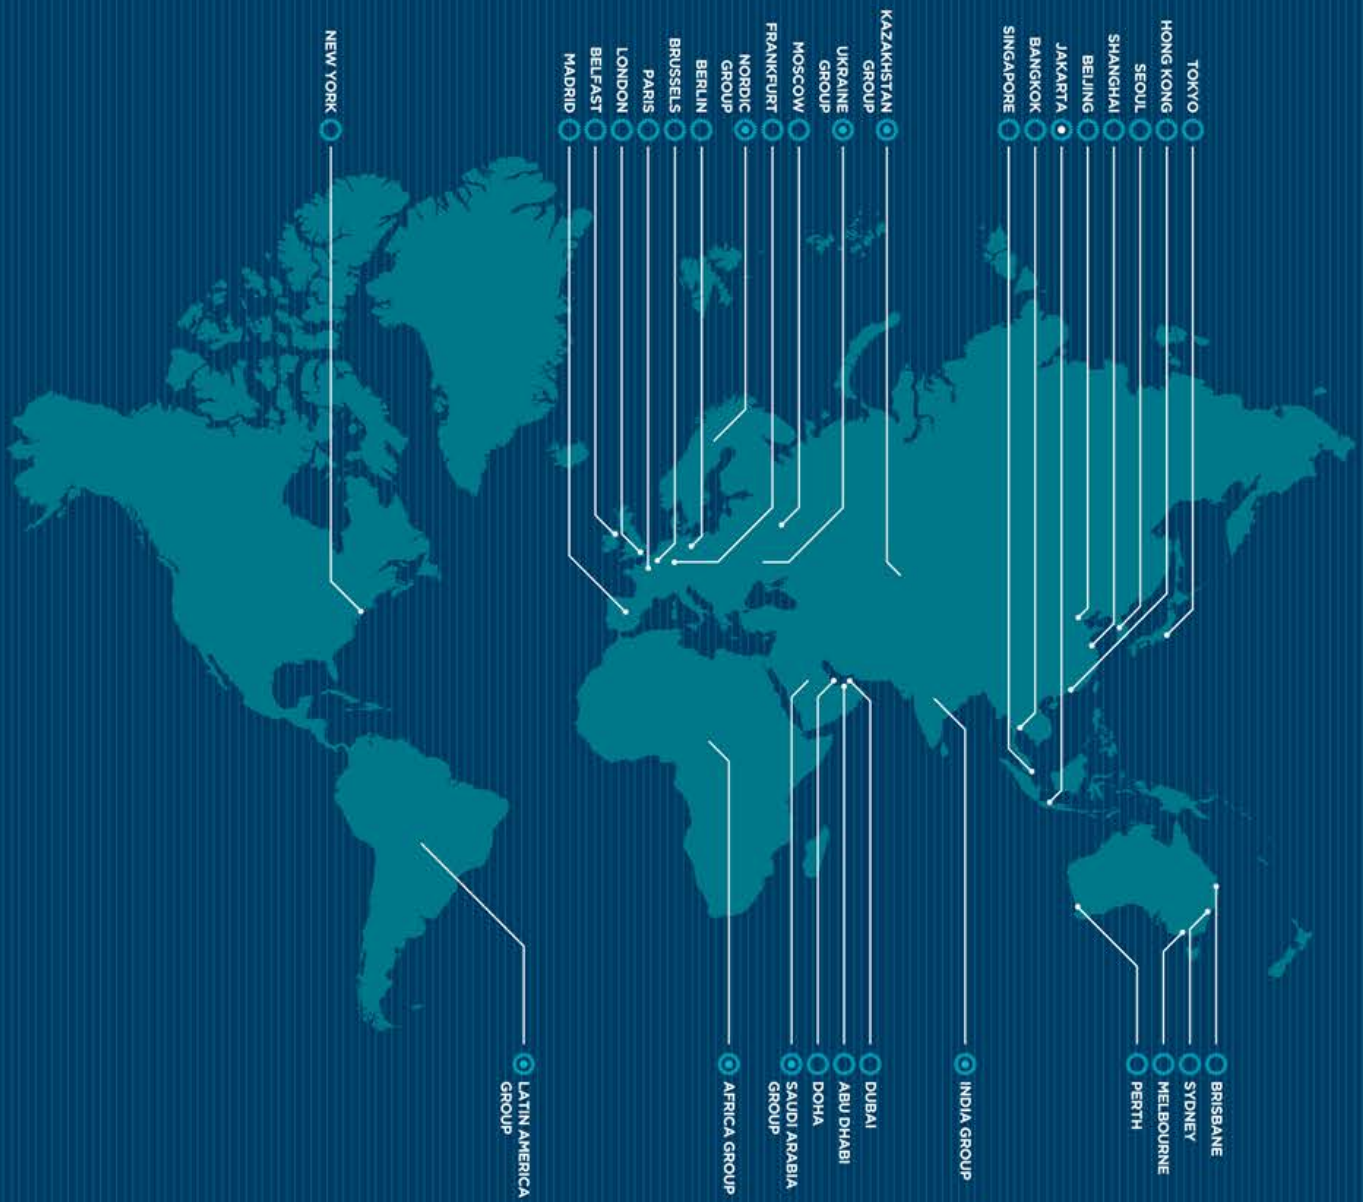 NEW YORK
MADRID
BELFAST
LONDON
PARIS
BRUSSELS
BERLIN
NORDIC
GROUP
FRANKFURT
MOSCOW
UKRAINE
GROUP
KAZAKHSTAN
GROUP
SINGAPORE
BANGKOK
JAKARTA
BEIJING
SHANGHAI
SEOUL
HONG KONG
TOKYO
LATIN AMERICA
GROUP
AFRICA GROUP
SAUDI ARABIA
GROUP
DOHA
ABU DHABI
DUBAI
INDIA GROUP
PERTH
MELBOURNE
SYDNEY
BRISBANE